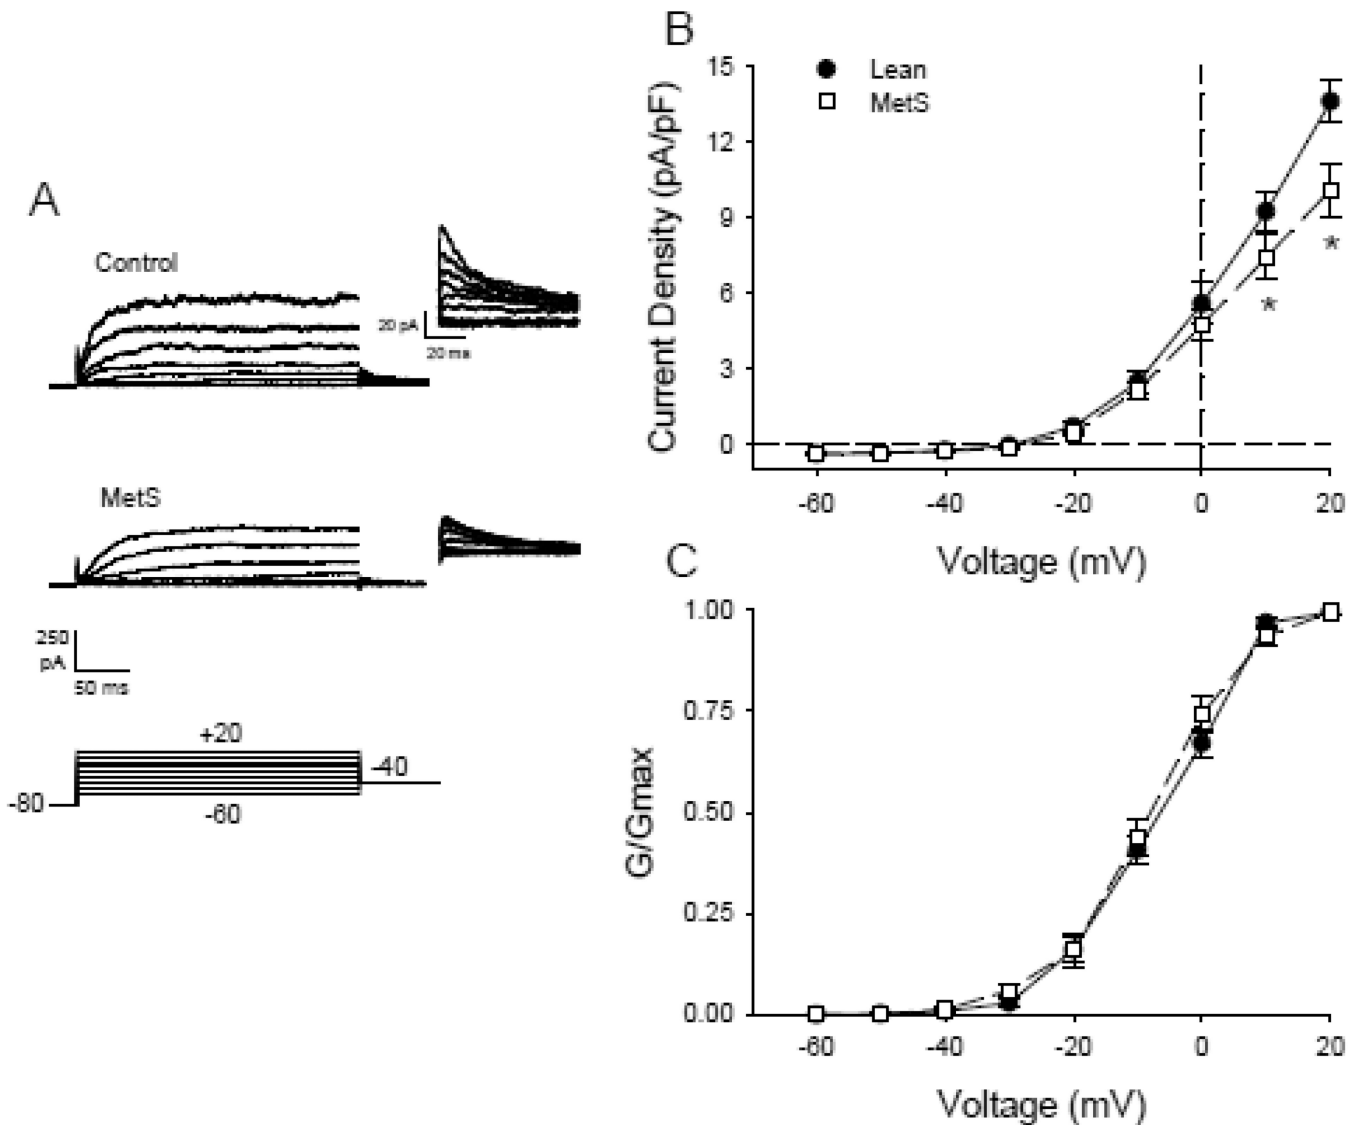 A
Control
20 pA
20 ms
MetS
250
pA
50 ms
+20
-40
-80
-60
B
Lean
MetS
Current Density (pA/pF)
15
12
9
6
3
0
*
*
-60
-40
-20
0
20
Voltage (mV)
C
G/Gmax
1.00
0.75
0.50
0.25
0.00
-60
-40
-20
0
20
Voltage (mV)